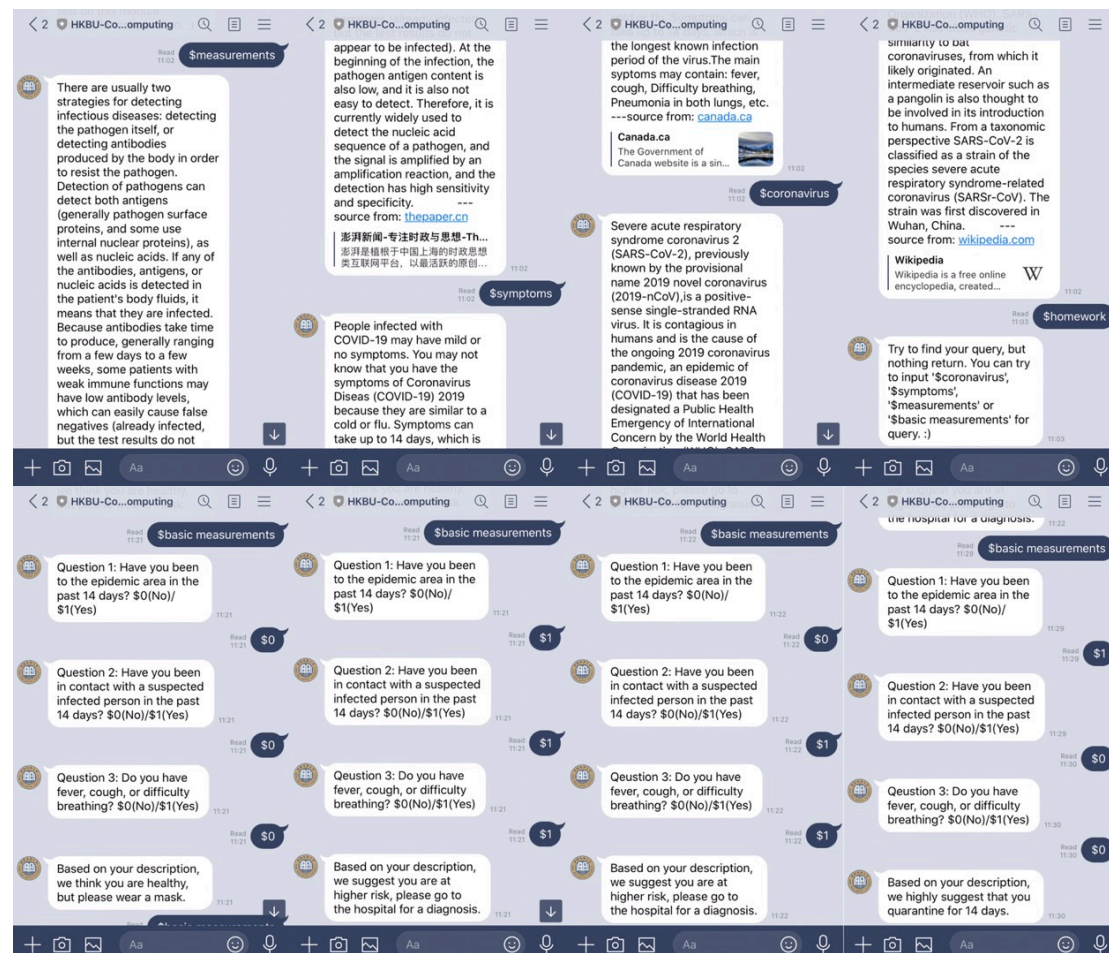 < 2 HKBU-Co...omputing
Read
11:02
$measurements
There are usually two
strategies for detecting
infectious diseases: detecting
the pathogen itself, or
detecting antibodies
produced by the body in order
to resist the pathogen.
Detection of pathogens can
detect both antigens
(generally pathogen surface
proteins, and some use
internal nuclear proteins), as
well as nucleic acids. If any of
the antibodies, antigens, or
nucleic acids is detected in
the patient's body fluids, it
means that they are infected.
Because antibodies take time
to produce, generally ranging
from a few days to a few
weeks, some patients with
weak immune functions may
have low antibody levels,
which can easily cause false
negatives (already infected,
but the test results do not
Aa
< 2 HKBU-Co...omputing
appear to be infected). At the
beginning of the infection, the
pathogen antigen content is
also low, and it is also not
easy to detect. Therefore, it is
currently widely used to
detect the nucleic acid
sequence of a pathogen, and
the signal is amplified by an
amplification reaction, and the
detection has high sensitivity
and specificity. ---
source from: thepaper.cn
澎湃新闻-专注时政与思想-Th...
澎湃是植根于中国上海的时政思想
类互联网平台，以最活跃的原创...
11:02
Read
11:02
$symptoms
People infected with
COVID-19 may have mild or
no symptoms. You may not
know that you have the
symptoms of Coronavirus
Diseas (COVID-19) 2019
because they are similar to a
cold or flu. Symptoms can
take up to 14 days, which is
Aa
< 2 HKBU-Co...omputing
the longest known infection
period of the virus.The main
syptoms may contain: fever,
cough, Difficulty breathing,
Pneumonia in both lungs, etc.
---source from: canada.ca
Canada.ca
The Government of
Canada website is a sin...
11:02
Read
11:02
$coronavirus
Severe acute respiratory
syndrome coronavirus 2
(SARS-CoV-2), previously
known by the provisional
name 2019 novel coronavirus
(2019-nCoV),is a positive-
sense single-stranded RNA
virus. It is contagious in
humans and is the cause of
the ongoing 2019 coronavirus
pandemic, an epidemic of
coronavirus disease 2019
(COVID-19) that has been
designated a Public Health
Emergency of International
Concern by the World Health
Aa
< 2 HKBU-Co...omputing
similarity to bat
coronaviruses, from which it
likely originated. An
intermediate reservoir such as
a pangolin is also thought to
be involved in its introduction
to humans. From a taxonomic
perspective SARS-CoV-2 is
classified as a strain of the
species severe acute
respiratory syndrome-related
coronavirus (SARSr-CoV). The
strain was first discovered in
Wuhan, China. ---
source from: wikipedia.com
Wikipedia
Wikipedia is a free online
encyclopedia, created...
11:02
Read
11:03
$homework
Try to find your query, but
nothing return. You can try
to input '$coronavirus',
'$symptoms',
'$measurements' or
'$basic measurements' for
query. :)
11:03
Aa
< 2 HKBU-Co...omputing
Read
11:21
$basic measurements
Question 1: Have you been
to the epidemic area in the
past 14 days? $0(No)/
$1(Yes)
11:21
Read
11:21
$0
Question 2: Have you been
in contact with a suspected
infected person in the past
14 days? $0(No)/$1(Yes)
11:21
Read
11:21
$0
Qeustion 3: Do you have
fever, cough, or difficulty
breathing? $0(No)/$1(Yes)
11:21
Read
11:21
$0
Based on your description,
we think you are healthy,
but please wear a mask.
11:21
Aa
< 2 HKBU-Co...omputing
Read
11:21
$basic measurements
Question 1: Have you been
to the epidemic area in the
past 14 days? $0(No)/
$1(Yes)
11:21
Read
11:21
$1
Question 2: Have you been
in contact with a suspected
infected person in the past
14 days? $0(No)/$1(Yes)
11:21
Read
11:21
$1
Qeustion 3: Do you have
fever, cough, or difficulty
breathing? $0(No)/$1(Yes)
11:21
Read
11:21
$1
Based on your description,
we suggest you are at
higher risk, please go to
the hospital for a diagnosis.
11:21
Aa
< 2 HKBU-Co...omputing
Read
11:22
$basic measurements
Question 1: Have you been
to the epidemic area in the
past 14 days? $0(No)/
$1(Yes)
11:22
Read
11:22
$0
Question 2: Have you been
in contact with a suspected
infected person in the past
14 days? $0(No)/$1(Yes)
11:22
Read
11:22
$1
Qeustion 3: Do you have
fever, cough, or difficulty
breathing? $0(No)/$1(Yes)
11:22
Read
11:22
$1
Based on your description,
we suggest you are at
higher risk, please go to
the hospital for a diagnosis.
11:22
Aa
< 2 HKBU-Co...omputing
the hospital for a diagnosis.
11:22
Read
11:29
$basic measurements
Question 1: Have you been
to the epidemic area in the
past 14 days? $0(No)/
$1(Yes)
11:29
Read
11:29
$1
Question 2: Have you been
in contact with a suspected
infected person in the past
14 days? $0(No)/$1(Yes)
11:29
Read
11:30
$0
Qeustion 3: Do you have
fever, cough, or difficulty
breathing? $0(No)/$1(Yes)
11:30
Read
11:30
$0
Based on your description,
we highly suggest that you
quarantine for 14 days.
11:30
Aa